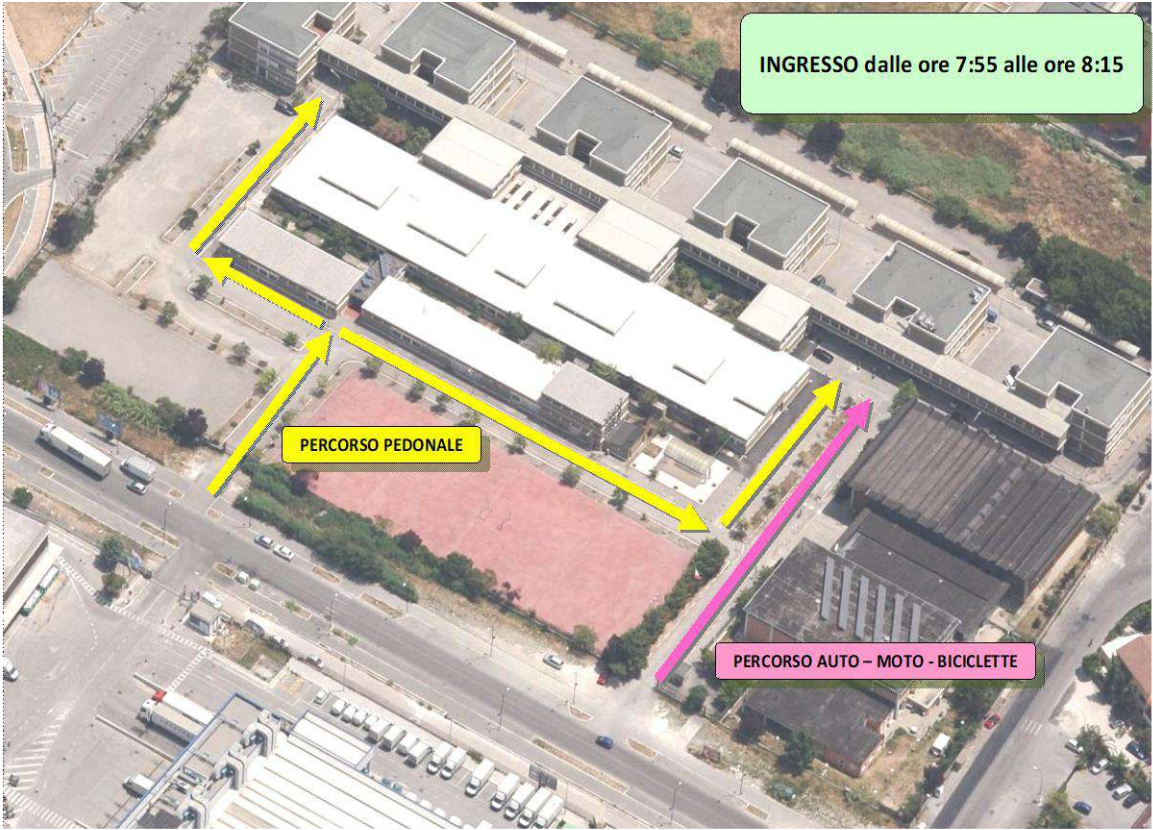 INGRESSO dalle ore 7:55 alle ore 8:15
PERCORSO PEDONALE
PERCORSO AUTO – MOTO - BICICLETTE